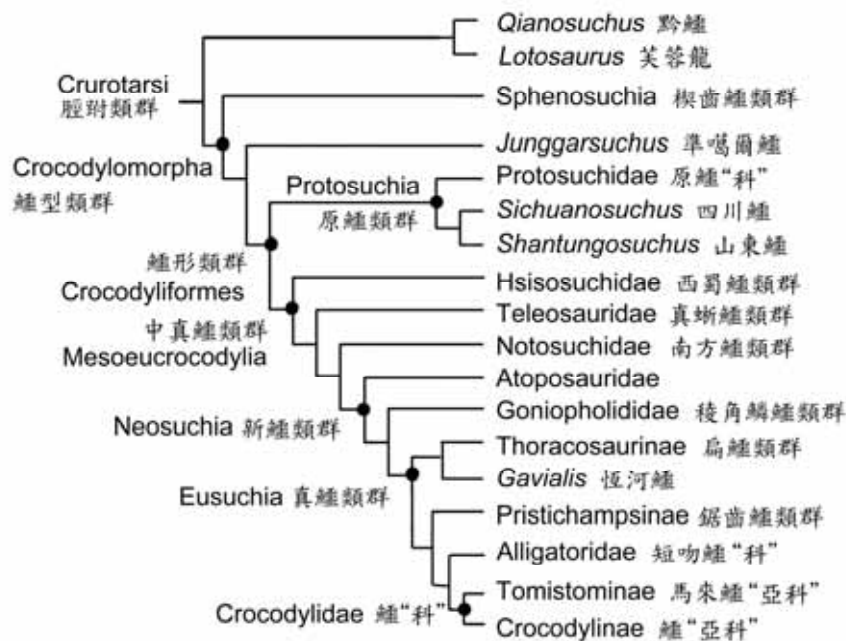 Qianosuchus 黔鱷
Lotosaurus 芙蓉龍
Crurotarsi
脛跗類群
Sphenosuchia 楔齒鱷類群
Junggarsuchus 準噶爾鱷
Crocodylomorpha
鱷型類群
Protosuchia
原鱷類群
Protosuchidae 原鱷“科”
Sichuanosuchus 四川鱷
Shantungosuchus 山東鱷
鱷形類群
Crocodyliformes
Hsisosuchidae 西蜀鱷類群
中真鱷類群
Mesoeucrocodylia
Teleosauridae 真蜥鱷類群
Notosuchidae 南方鱷類群
Atoposauridae
Neosuchia 新鱷類群
Goniopholididae 稜角鱗鱷類群
Thoracosaurinae 扁鱷類群
Gavialis 恆河鱷
Eusuchia 真鱷類群
Pristichampsinae 鋸齒鱷類群
Alligatoridae 短吻鱷“科”
Tomistominae 馬來鱷“亞科”
Crocodylidae 鱷“科”
Crocodylinae 鱷“亞科”